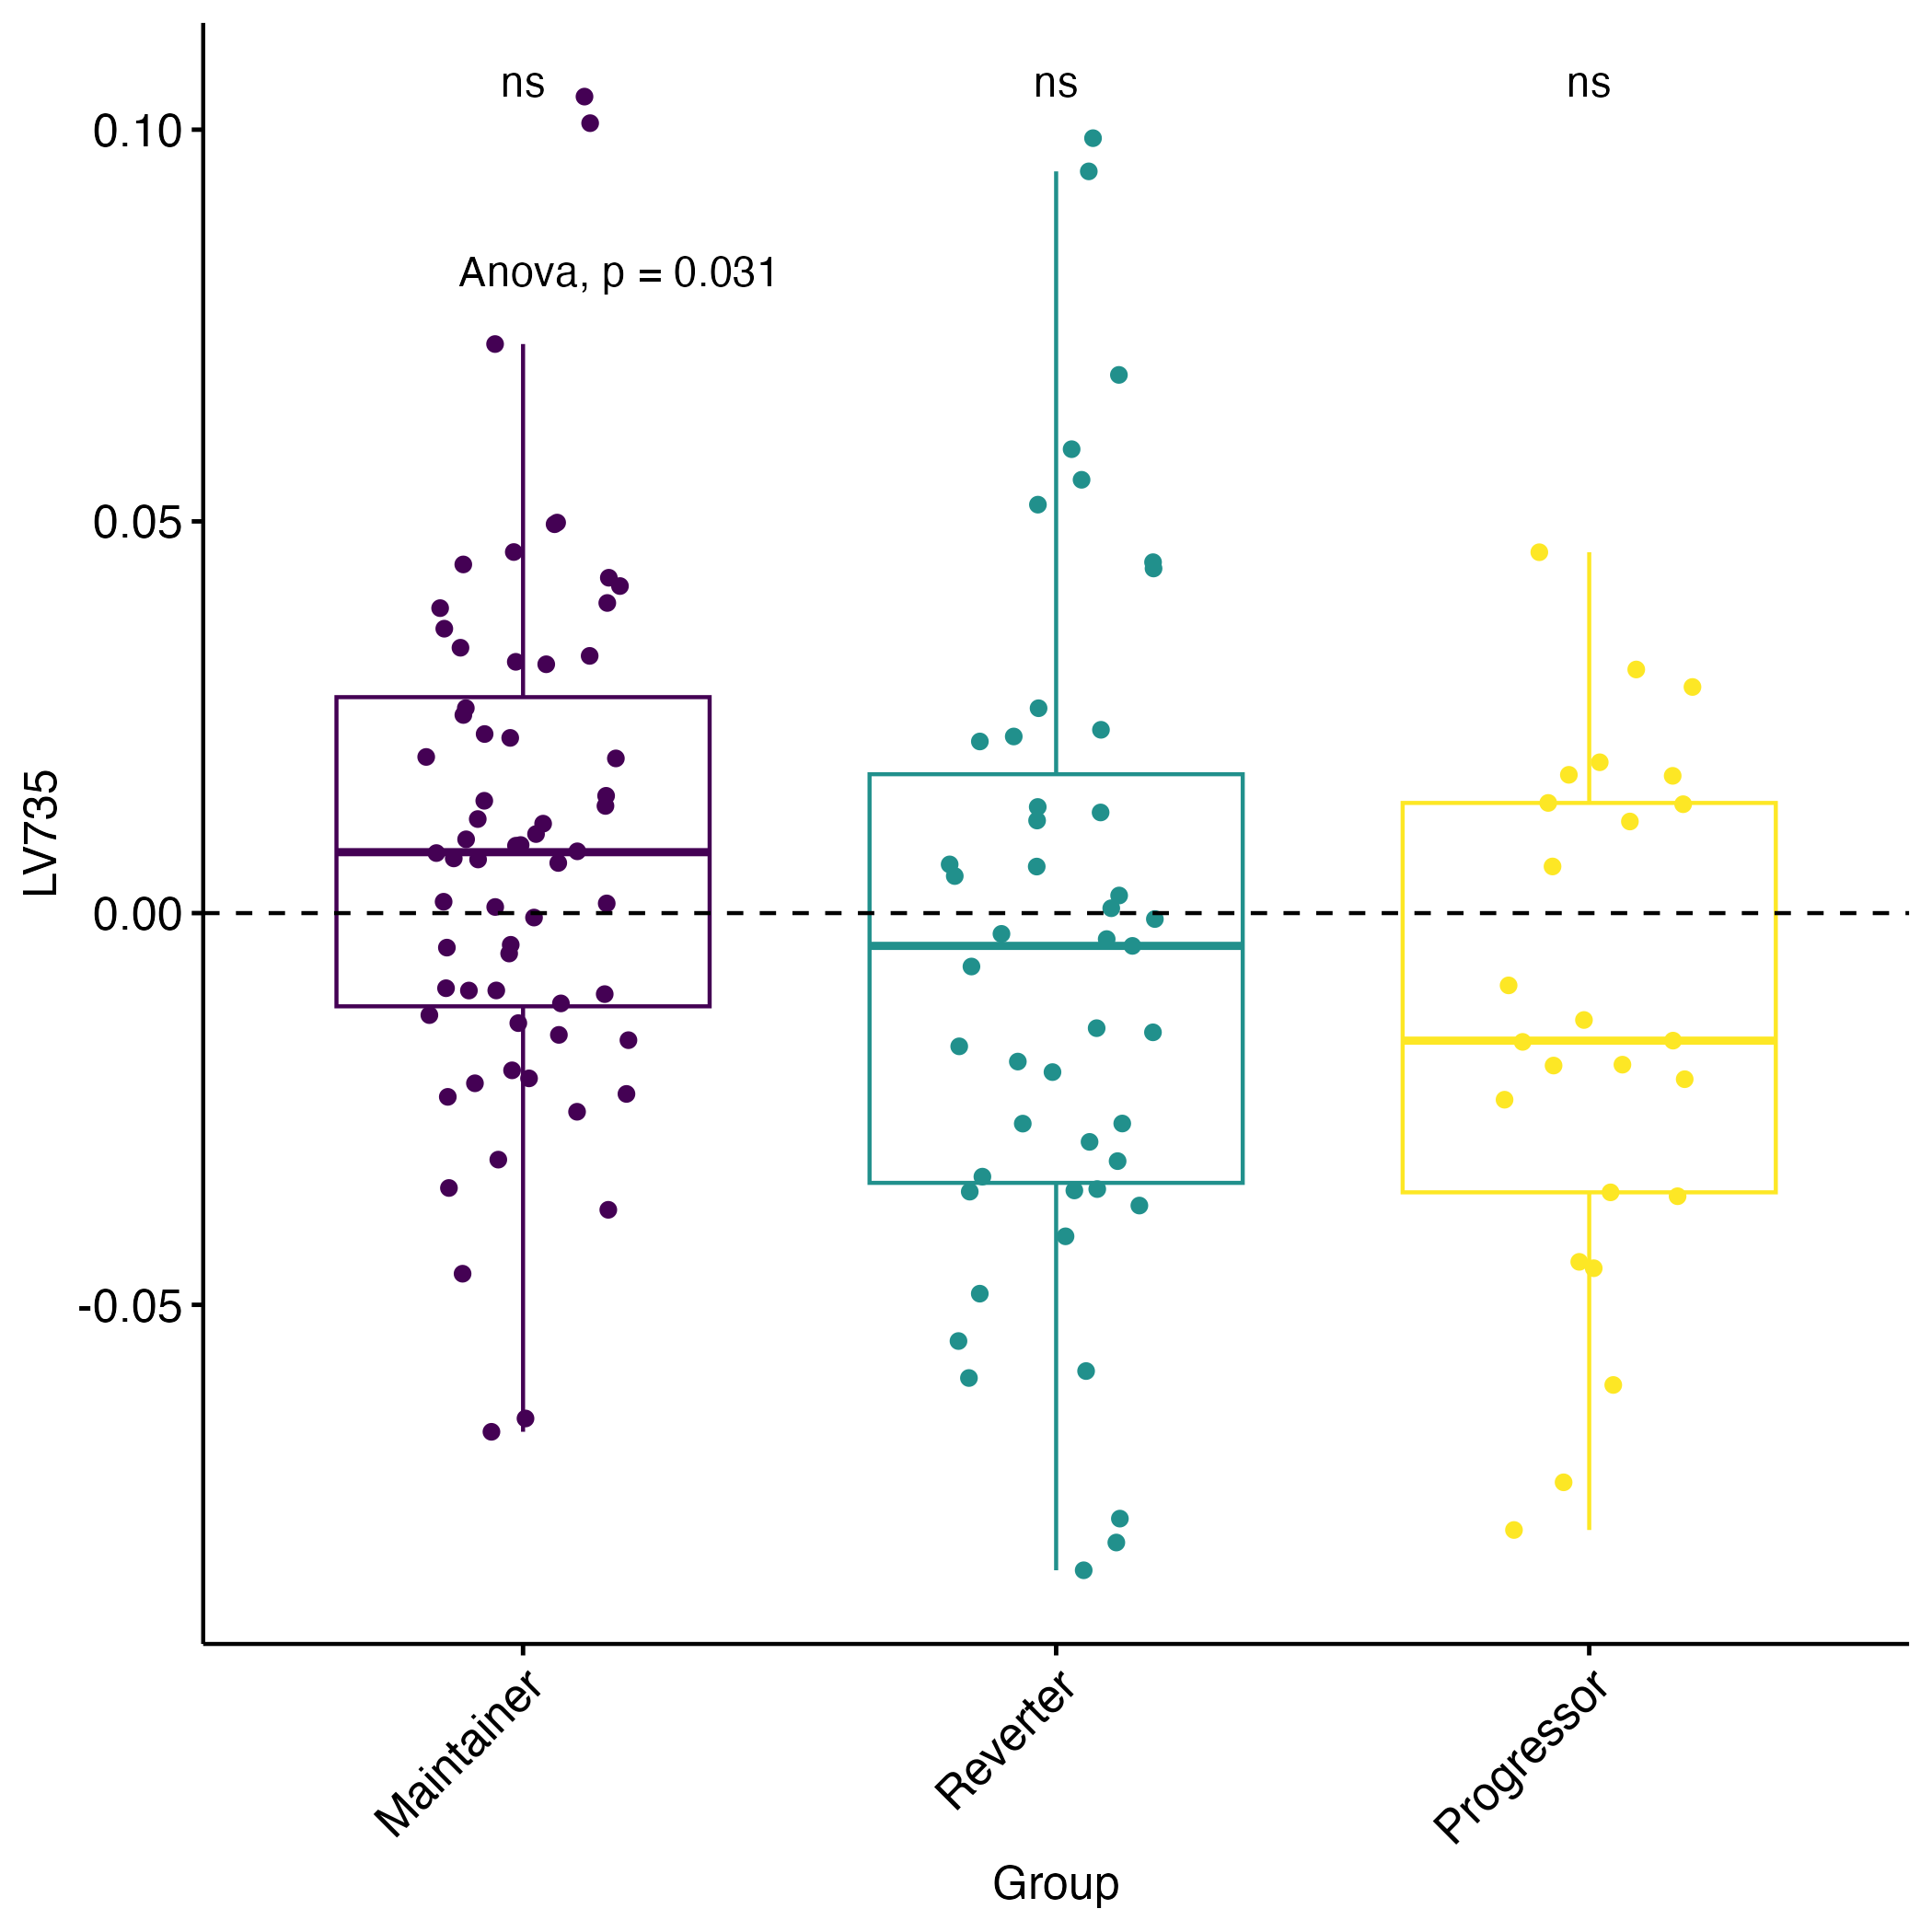 ns ns ns
Anova, p = 0.031
LV735
0.10
0.05
0.00
-0.05
Maintainer
Reverter
Progressor
Group